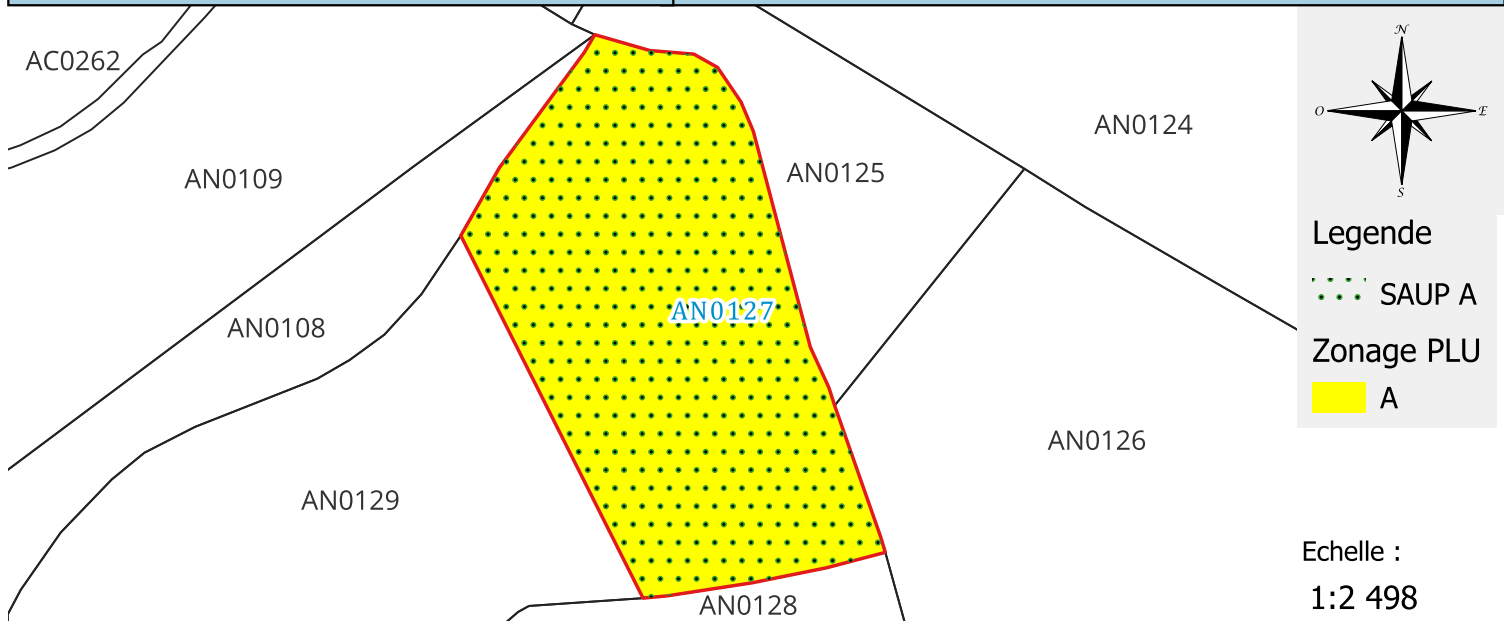 N
O
E
S
AC0262
AN0124
AN0109
AN0125
Legende
SAUP A
AN0127
AN0108
Zonage PLU
A
AN0126
AN0129
Echelle :
1:2 498
AN0128